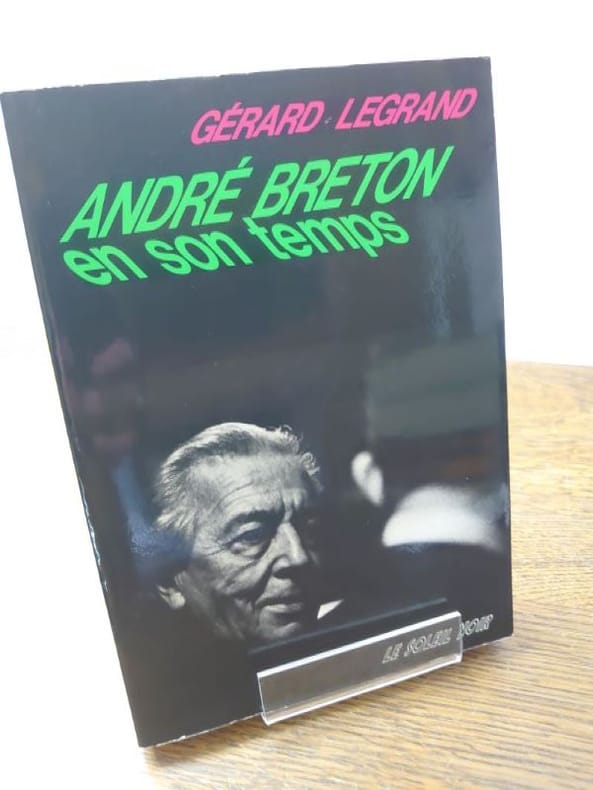 GÉRARD LEGRAND
ANDRÉ BRETON
en son temps
LE SOLEIL NOIR